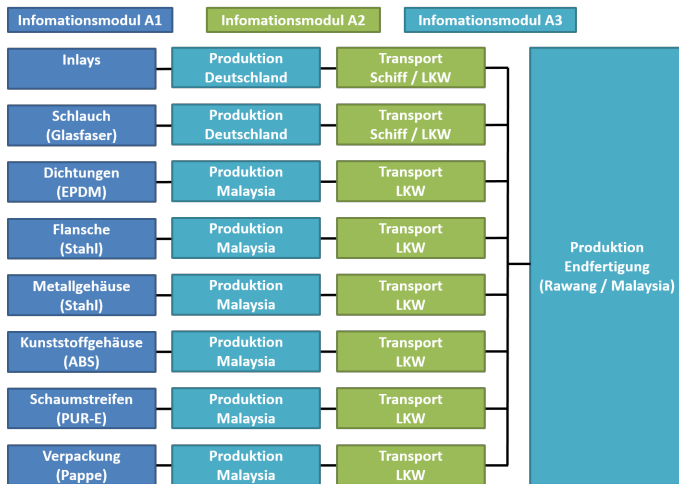 Infomationsmodul A1
Infomationsmodul A2
Infomationsmodul A3
Inlays
Produktion
Deutschland
Transport
Schiff / LKW
Schlauch
(Glasfaser)
Produktion
Deutschland
Transport
Schiff / LKW
Dichtungen
(EPDM)
Produktion
Malaysia
Transport
LKW
Flansche
(Stahl)
Produktion
Malaysia
Transport
LKW
Metallgehäuse
(Stahl)
Produktion
Malaysia
Transport
LKW
Kunststoffgehäuse
(ABS)
Produktion
Malaysia
Transport
LKW
Schaumstreifen
(PUR-E)
Produktion
Malaysia
Transport
LKW
Verpackung
(Pappe)
Produktion
Malaysia
Transport
LKW
Produktion
Endfertigung
(Rawang / Malaysia)